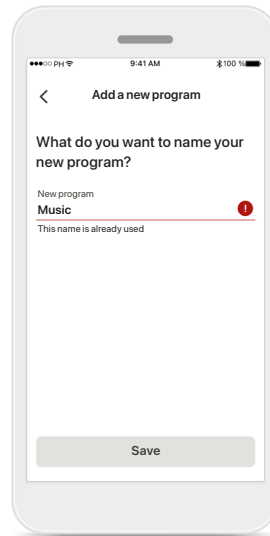 PH 9:41 AM 100 %
Add a new program
What do you want to name your
new program?
New program
Music
!
This name is already used
Save